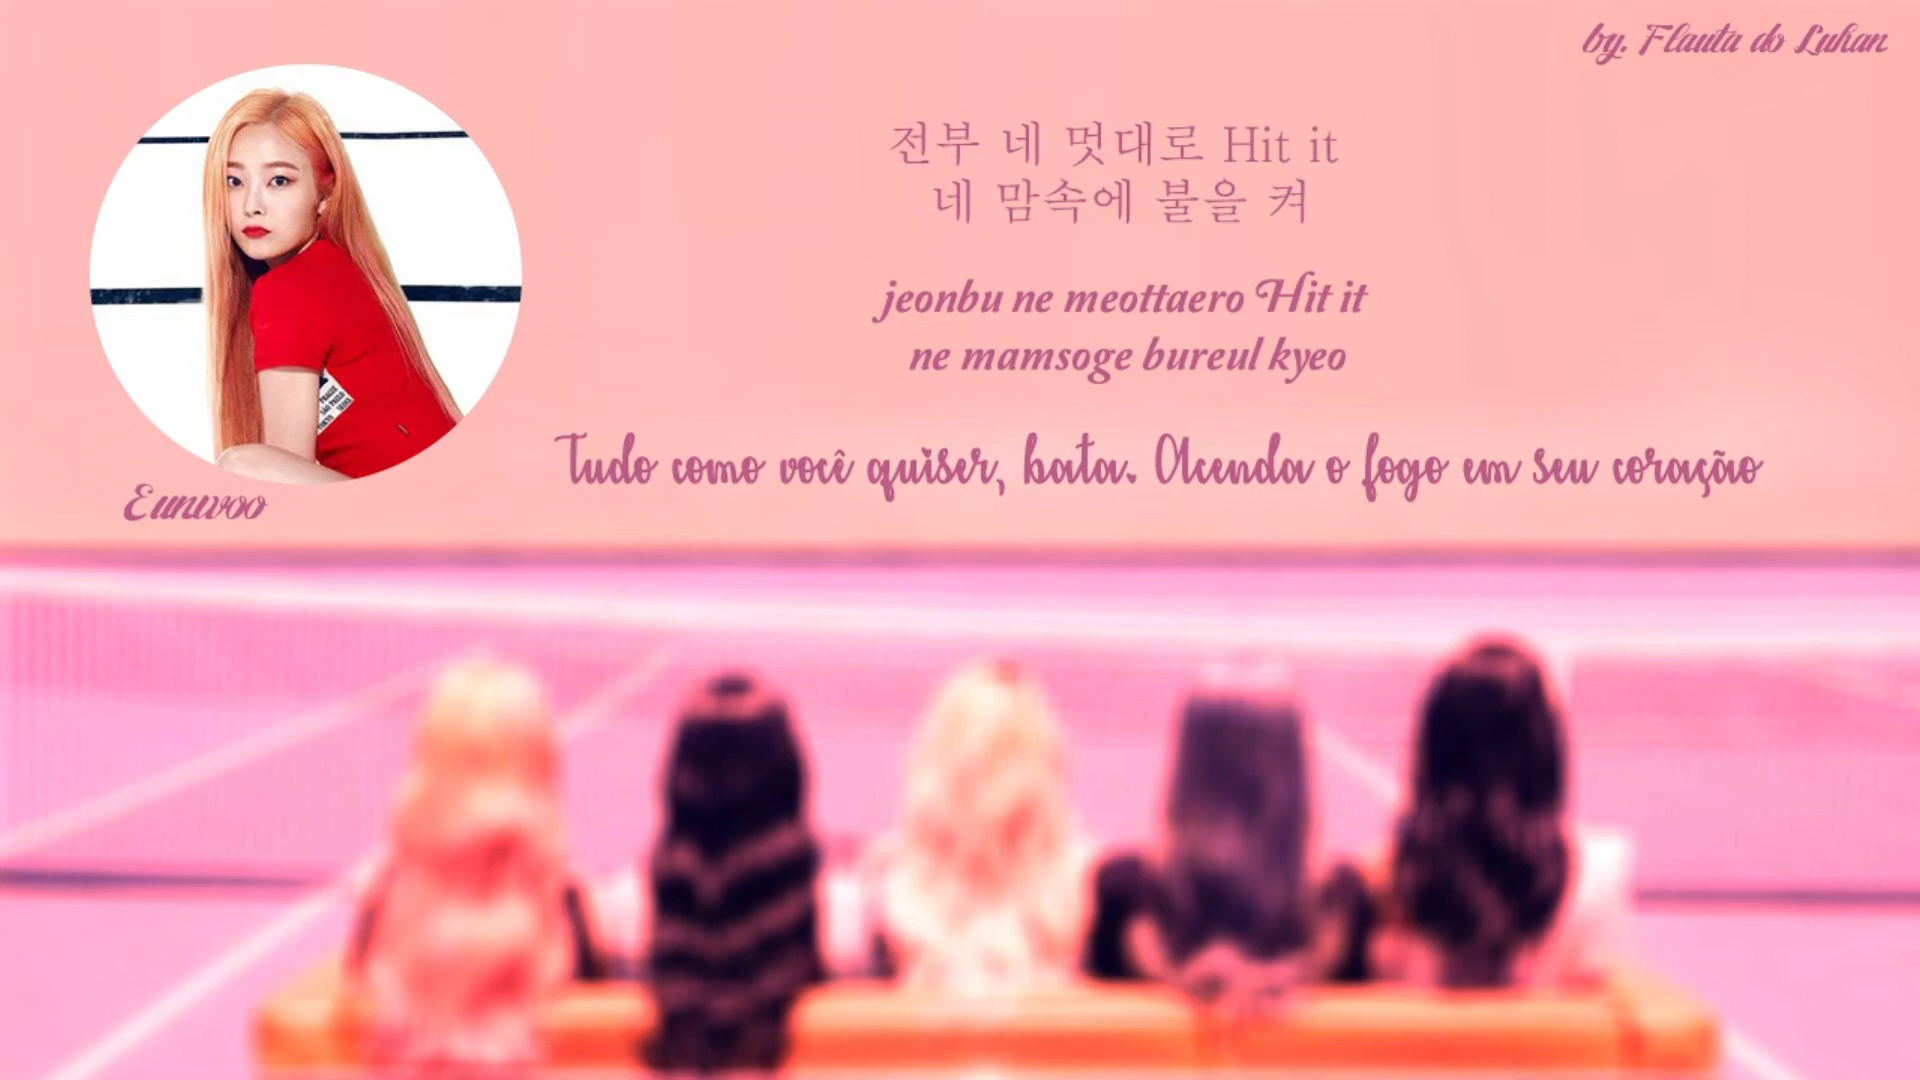 by. Flauta do Luhan
전부 네 멋대로 Hit it
네 맘속에 불을 켜
jeonbu ne meottaero Hit it
ne mamsoge bureul kyeo
Tudo como você quiser, bata. Acenda o fogo em seu coração
Eunwoo